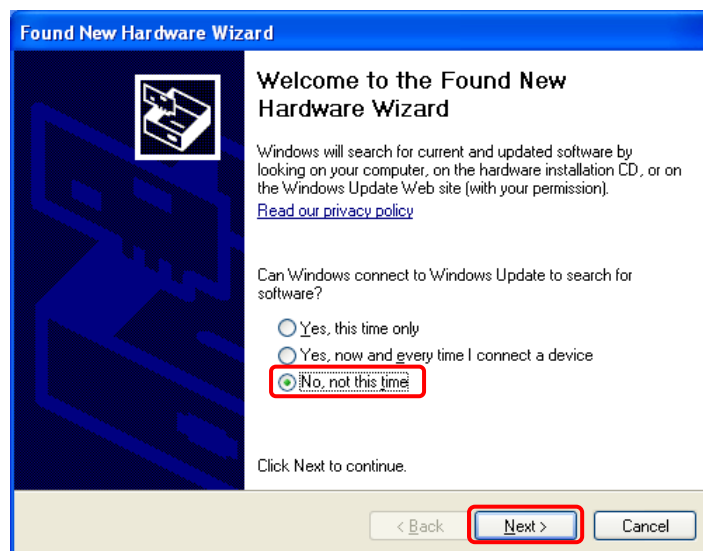 Found New Hardware Wizard
Welcome to the Found New
Hardware Wizard
Windows will search for current and updated software by
looking on your computer, on the hardware installation CD, or on
the Windows Update Web site (with your permission).
Read our privacy policy
Can Windows connect to Windows Update to search for
software?
Yes, this time only
Yes, now and every time I connect a device
No, not this time
Click Next to continue.
< Back
Next >
Cancel